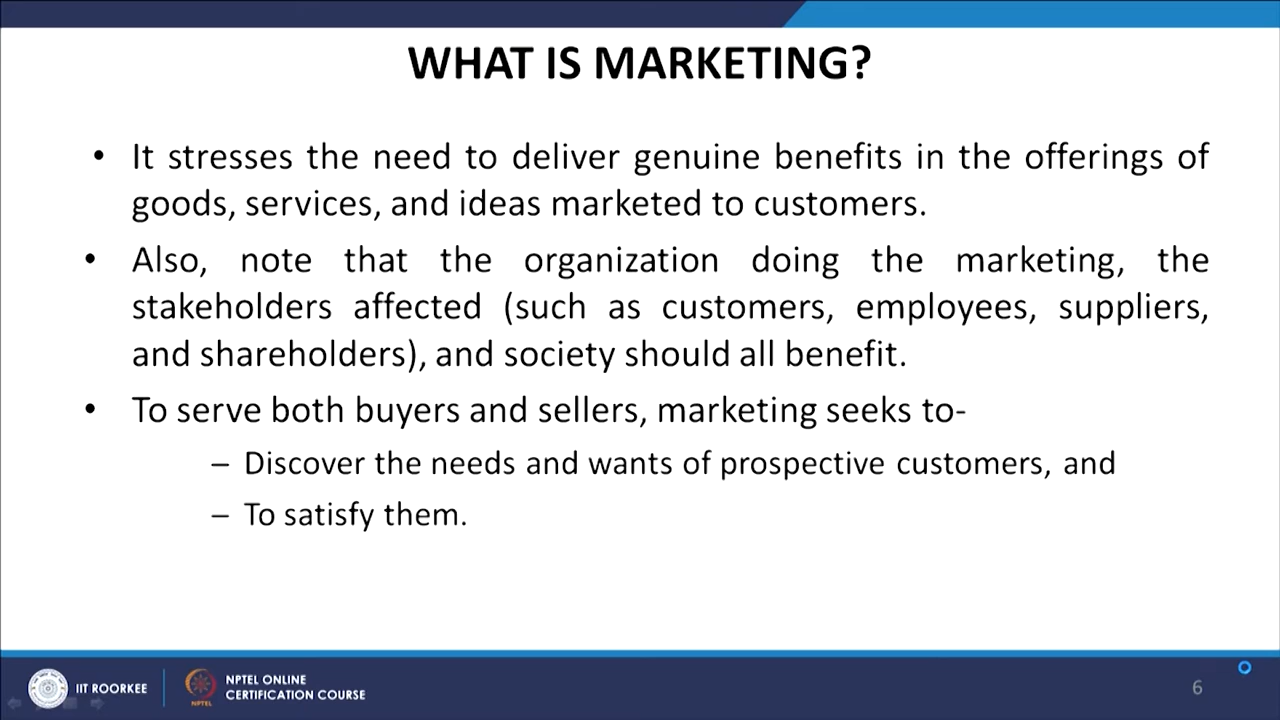 WHAT IS MARKETING?
• It stresses the need to deliver genuine benefits in the offerings of
goods, services, and ideas marketed to customers.
• Also, note that the organization doing the marketing, the
stakeholders affected (such as customers, employees, suppliers,
and shareholders), and society should all benefit.
• To serve both buyers and sellers, marketing seeks to-
– Discover the needs and wants of prospective customers, and
– To satisfy them.
IIT ROORKEE
NPTEL
NPTEL ONLINE
CERTIFICATION COURSE
6